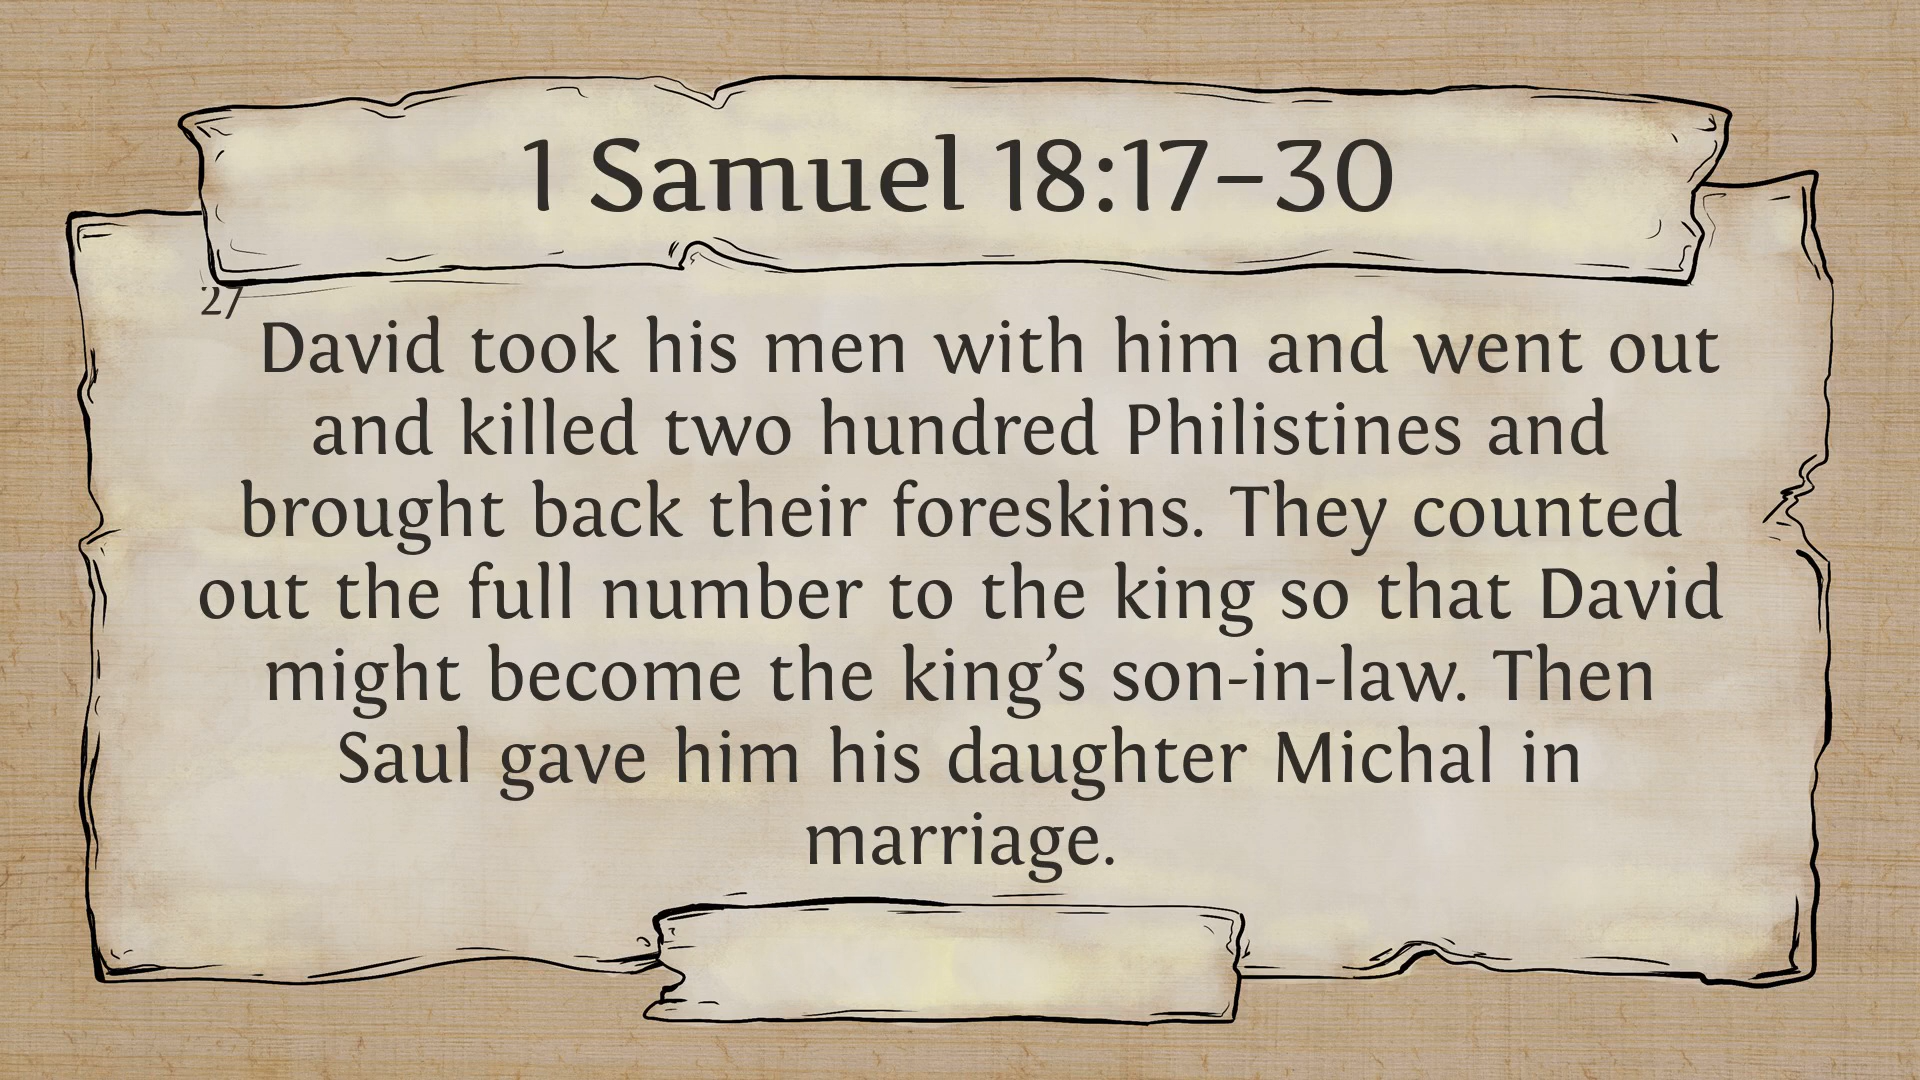 1 Samuel 18:17–30
27
David took his men with him and went out
and killed two hundred Philistines and
brought back their foreskins. They counted
out the full number to the king so that David
might become the king’s son-in-law. Then
Saul gave him his daughter Michal in
marriage.